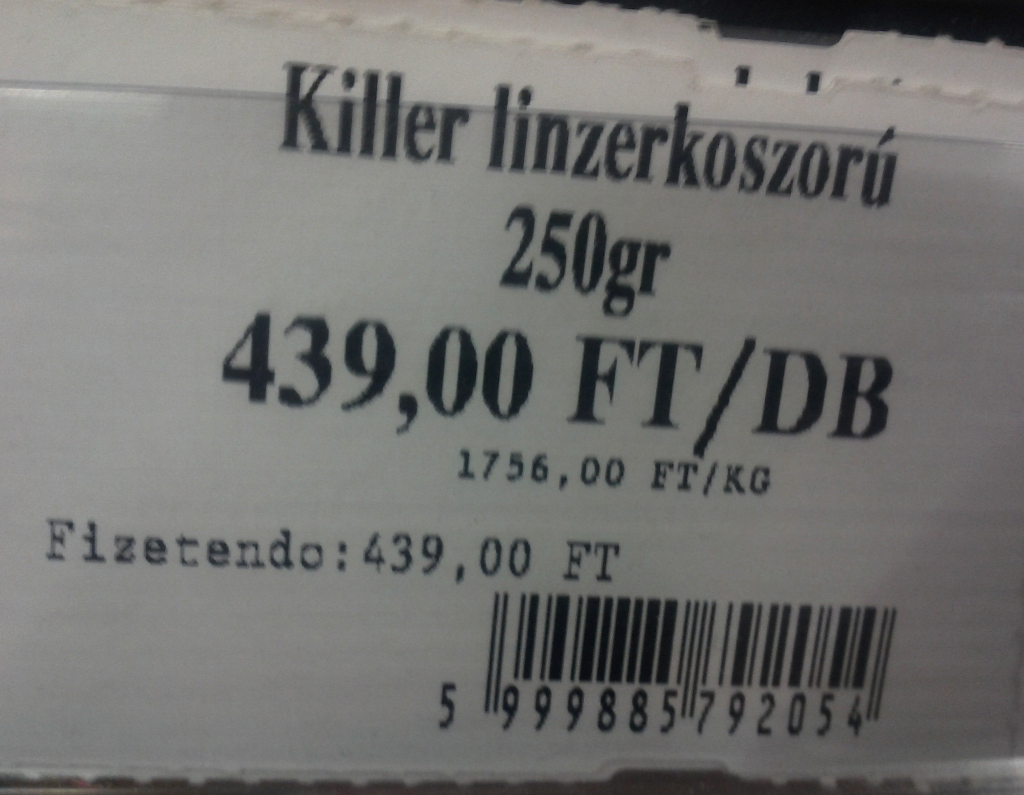 Killer linzerkoszorú
250gr
439,00 FT/DB
1756,00 FT/KG
Fizetendo:439,00 FT
5 999885 792054